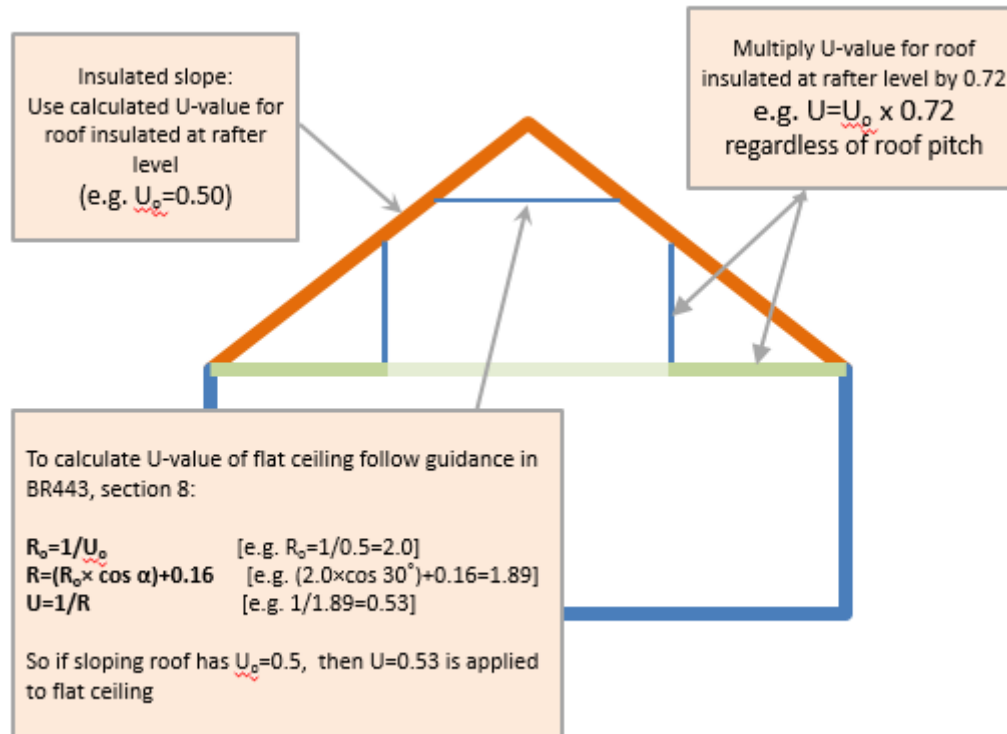 Insulated slope:
Use calculated U-value for
roof insulated at rafter
level
(e.g. Uₒ=0.50)
Multiply U-value for roof
insulated at rafter level by 0.72
e.g. U=Uₒ x 0.72
regardless of roof pitch
To calculate U-value of flat ceiling follow guidance in
BR443, section 8:
Rₒ=1/Uₒ [e.g. Rₒ=1/0.5=2.0]
R=(Rₒ× cos α)+0.16 [e.g. (2.0×cos 30˚)+0.16=1.89]
U=1/R [e.g. 1/1.89=0.53]
So if sloping roof has Uₒ=0.5, then U=0.53 is applied
to flat ceiling